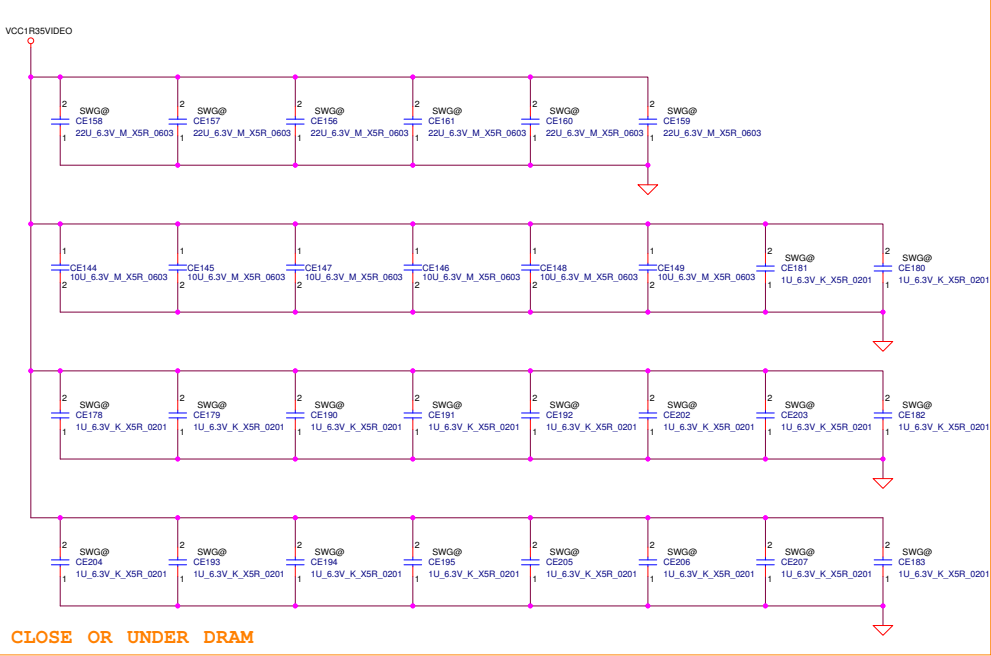 VCC1R35VIDEO
2 2 2 2 2 2
SWG@ SWG@ SWG@ SWG@ SWG@ SWG@
CE158 CE157 CE156 CE161 CE160 CE159
22U_6.3V_M_X5R_0603 22U_6.3V_M_X5R_0603 22U_6.3V_M_X5R_0603 22U_6.3V_M_X5R_0603 22U_6.3V_M_X5R_0603 22U_6.3V_M_X5R_0603
1 1 1 1 1 1
1 1 1 1 1 1 2 2
SWG@ SWG@
CE144 CE145 CE147 CE146 CE148 CE149 CE181 CE180
10U_6.3V_M_X5R_0603 10U_6.3V_M_X5R_0603 10U_6.3V_M_X5R_0603 10U_6.3V_M_X5R_0603 10U_6.3V_M_X5R_0603 10U_6.3V_M_X5R_0603 1U_6.3V_K_X5R_0201 1U_6.3V_K_X5R_0201
2 2 2 2 2 2 1 1
2 2 2 2 2 2 2 2
SWG@ SWG@ SWG@ SWG@ SWG@ SWG@ SWG@ SWG@
CE178 CE179 CE190 CE191 CE192 CE202 CE203 CE182
1U_6.3V_K_X5R_0201 1U_6.3V_K_X5R_0201 1U_6.3V_K_X5R_0201 1U_6.3V_K_X5R_0201 1U_6.3V_K_X5R_0201 1U_6.3V_K_X5R_0201 1U_6.3V_K_X5R_0201 1U_6.3V_K_X5R_0201
1 1 1 1 1 1 1 1
2 2 2 2 2 2 2 2
SWG@ SWG@ SWG@ SWG@ SWG@ SWG@ SWG@ SWG@
CE204 CE193 CE194 CE195 CE205 CE206 CE207 CE183
1U_6.3V_K_X5R_0201 1U_6.3V_K_X5R_0201 1U_6.3V_K_X5R_0201 1U_6.3V_K_X5R_0201 1U_6.3V_K_X5R_0201 1U_6.3V_K_X5R_0201 1U_6.3V_K_X5R_0201 1U_6.3V_K_X5R_0201
1 1 1 1 1 1 1 1
CLOSE OR UNDER DRAM